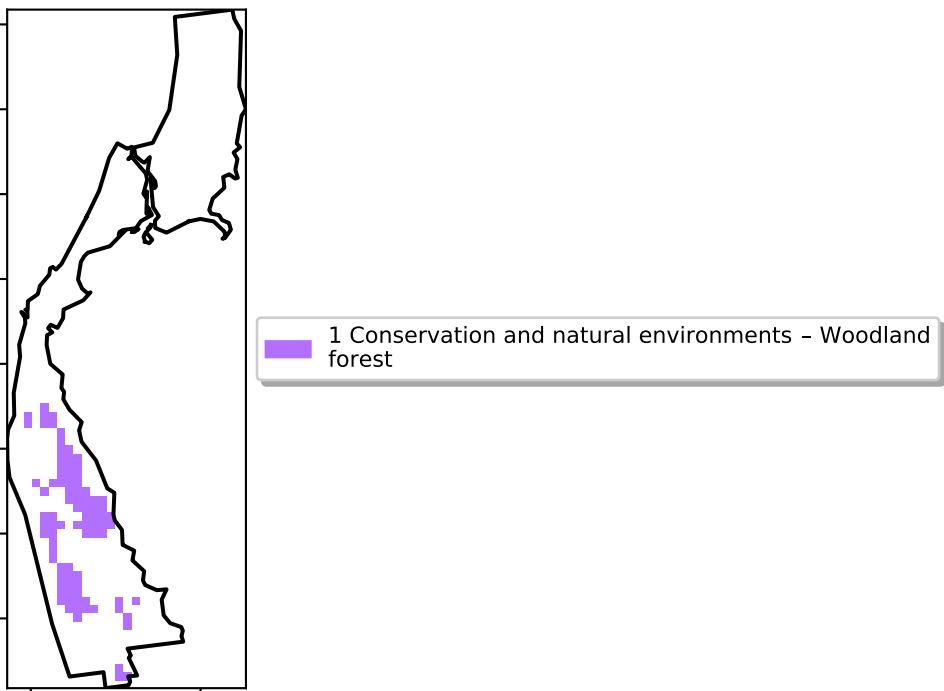 1 Conservation and natural environments – Woodland
forest